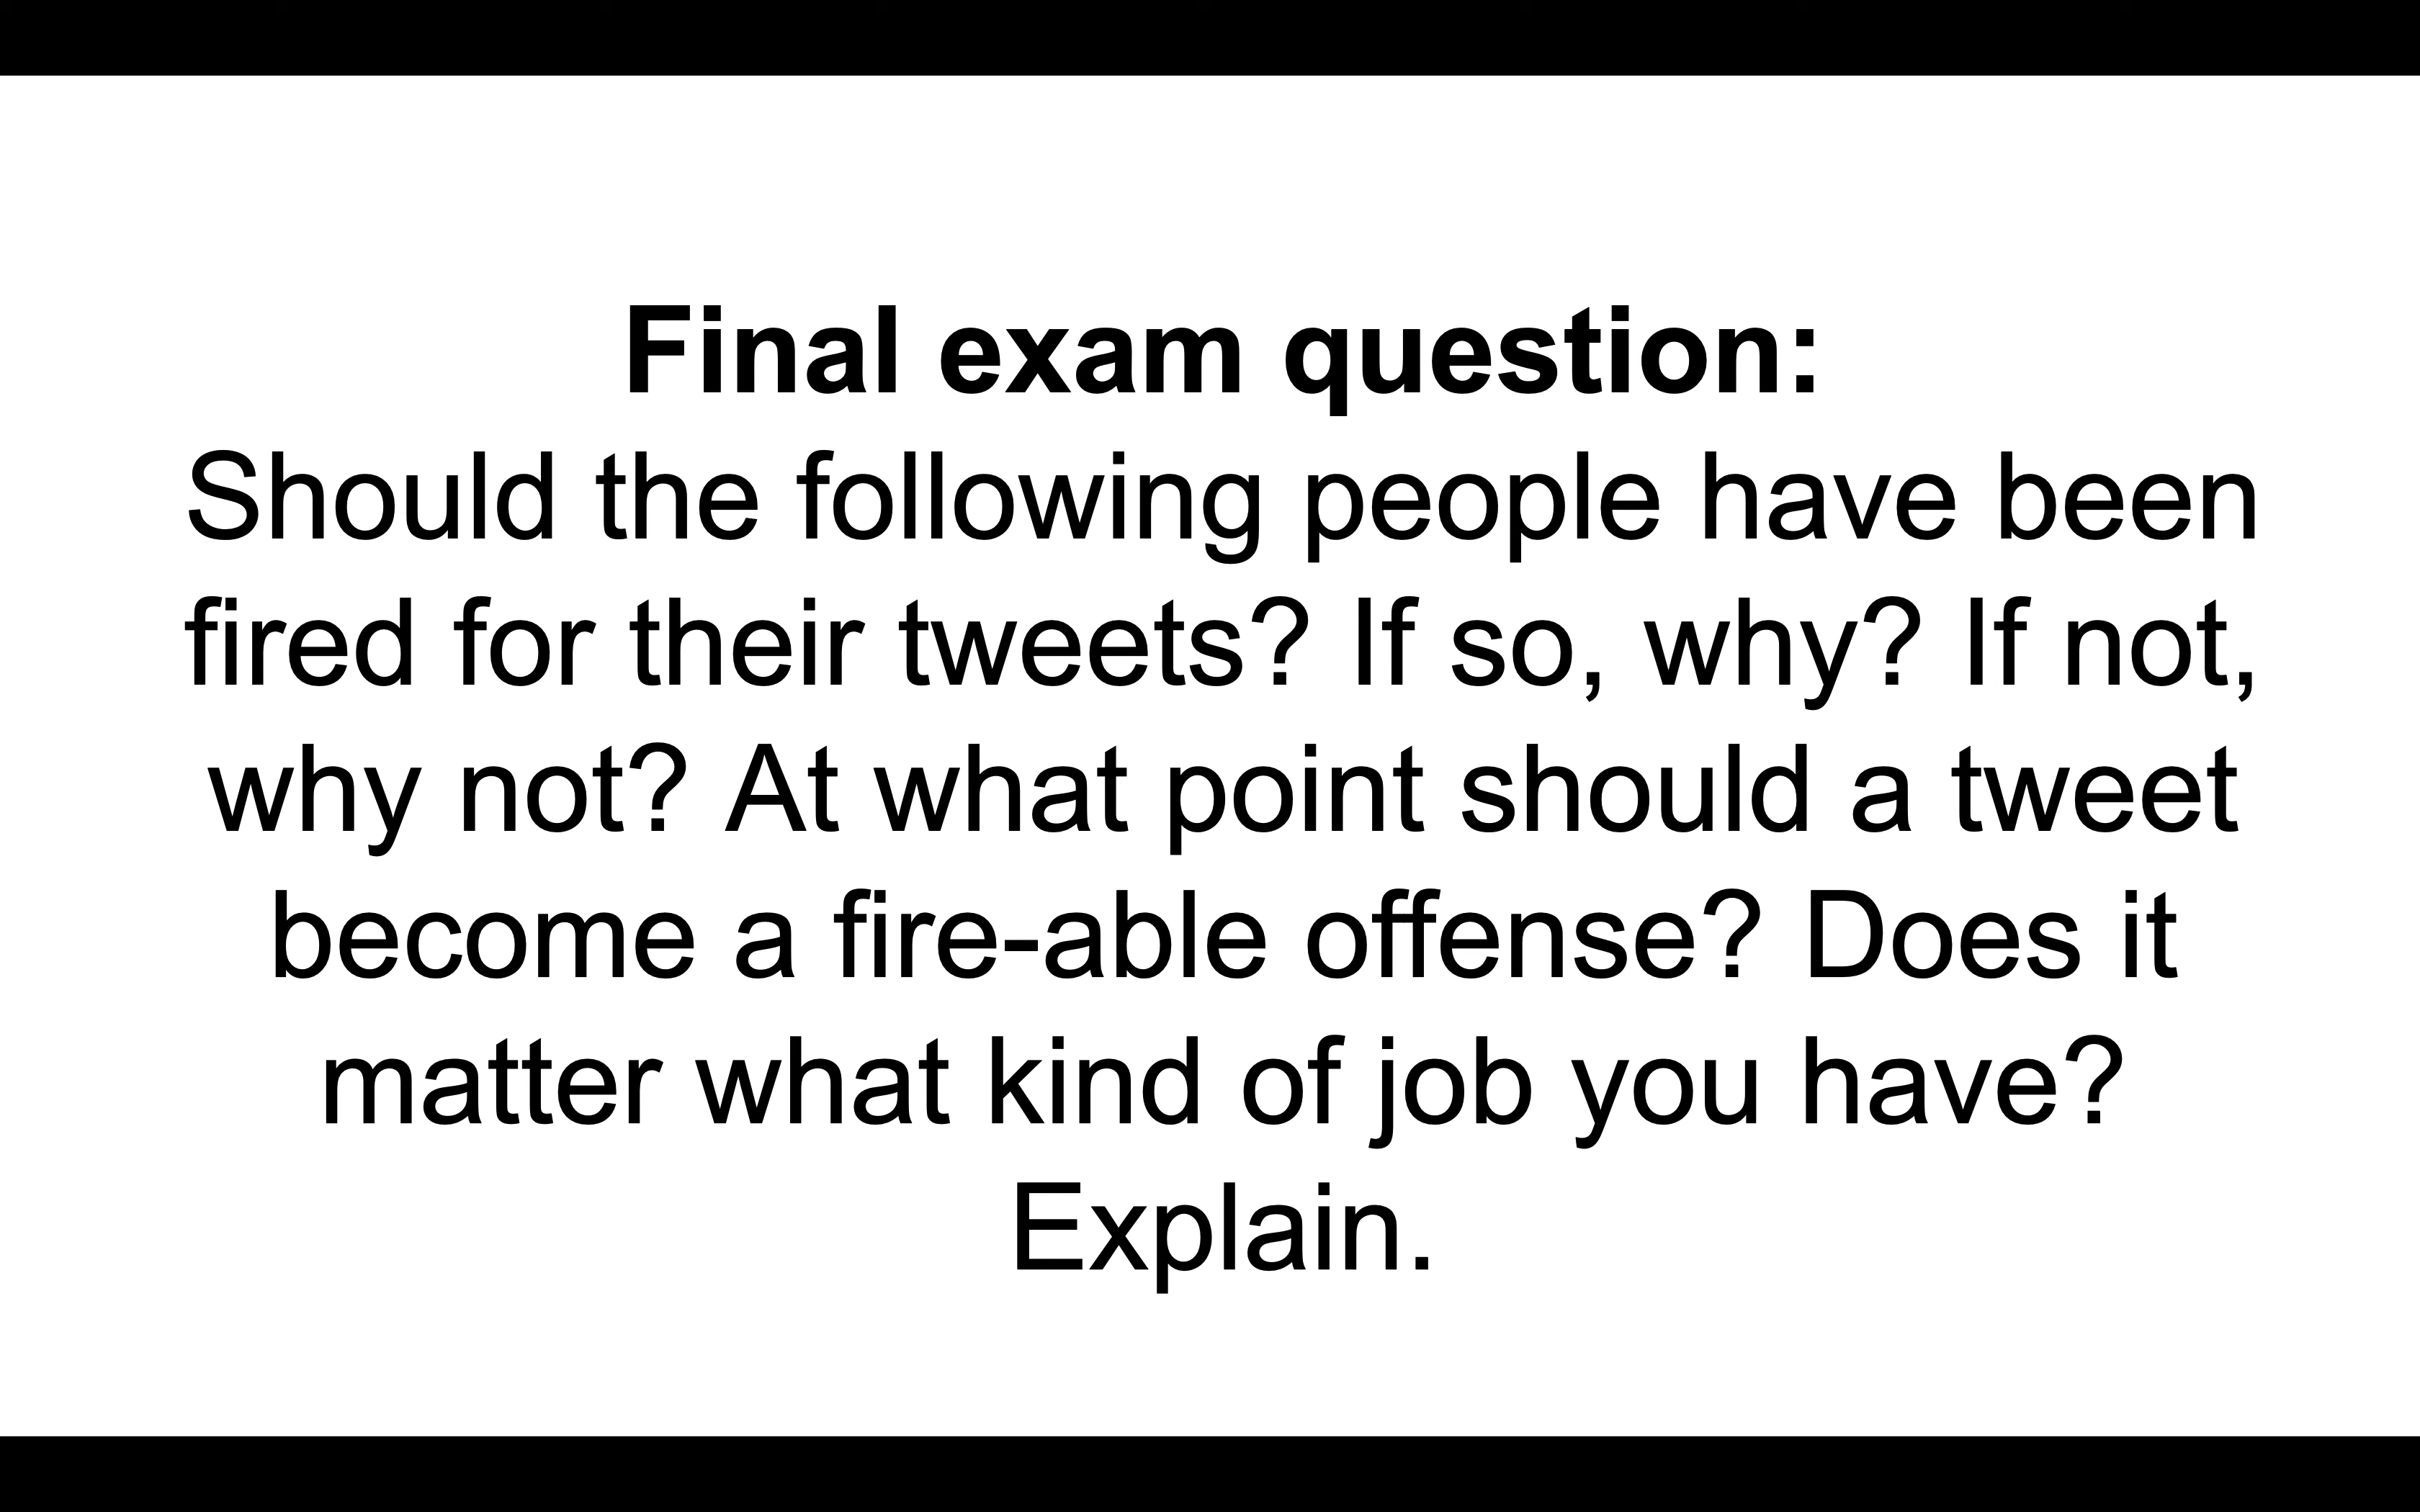 Final exam question:
Should the following people have been
fired for their tweets? If so, why? If not,
why not? At what point should a tweet
become a fire-able offense? Does it
matter what kind of job you have?
Explain.